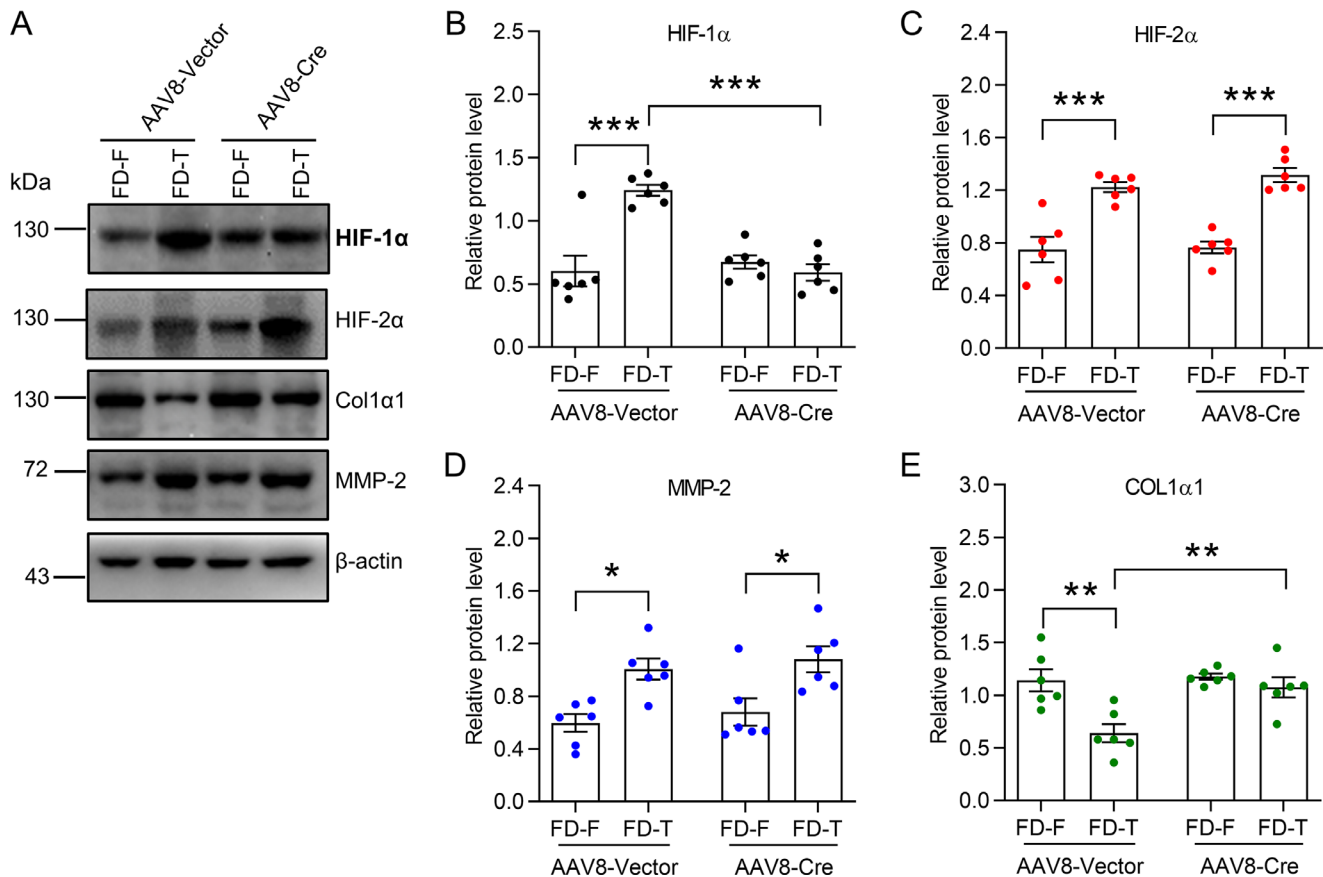 A
AAV8-Vector
AAV8-Cre
FD-F
FD-T
FD-F
FD-T
kDa
130
HIF-1α
130
HIF-2α
130
Col1α1
72
MMP-2
43
β-actin
B
HIF-1α
Relative protein level
2.5
2.0
1.5
1.0
0.5
0.0
***
***
FD-F FD-T FD-F FD-T
AAV8-Vector AAV8-Cre
C
HIF-2α
Relative protein level
2.4
2.0
1.6
1.2
0.8
0.4
0.0
***
***
FD-F FD-T FD-F FD-T
AAV8-Vector AAV8-Cre
D
MMP-2
Relative protein level
2.4
2.0
1.6
1.2
0.8
0.4
0.0
*
*
FD-F FD-T FD-F FD-T
AAV8-Vector AAV8-Cre
E
COL1α1
Relative protein level
3.0
2.5
2.0
1.5
1.0
0.5
0.0
**
**
FD-F FD-T FD-F FD-T
AAV8-Vector AAV8-Cre